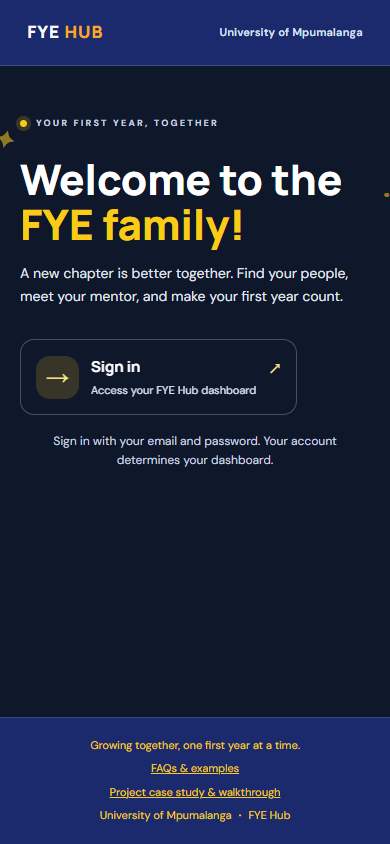 FYE HUB
University of Mpumalanga
YOUR FIRST YEAR, TOGETHER
Welcome to the
FYE family!
A new chapter is better together. Find your people,
meet your mentor, and make your first year count.
→ Sign in ↗
Access your FYE Hub dashboard
Sign in with your email and password. Your account
determines your dashboard.
Growing together, one first year at a time.
FAQs & examples
Project case study & walkthrough
University of Mpumalanga · FYE Hub